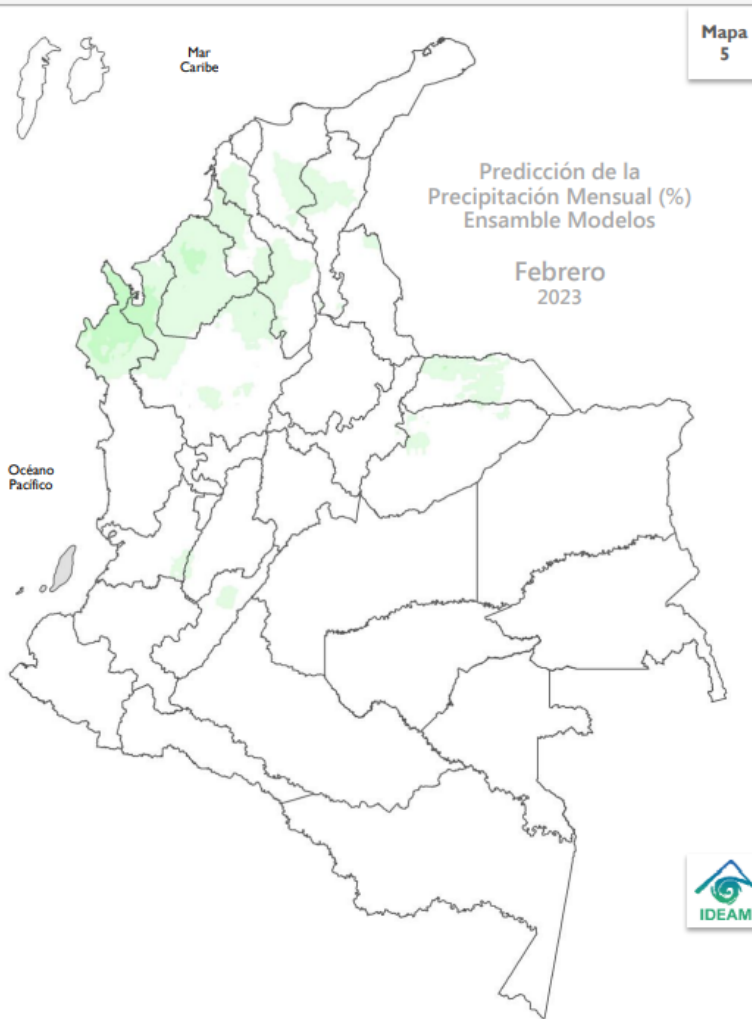 Mapa
5
Mar
Caribe
Predicción de la
Precipitación Mensual (%)
Ensamble Modelos
Febrero
2023
Océano
Pacífico
IDEAM